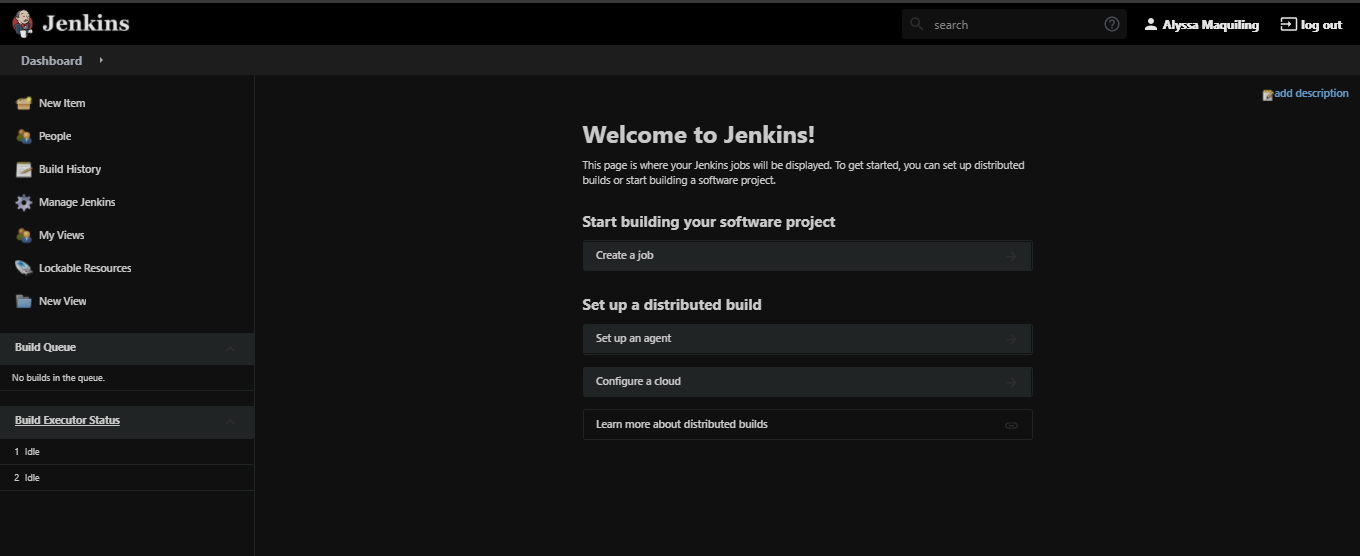 Jenkins
search
Alyssa Maquiling
log out
Dashboard
add description
New Item
People
Build History
Manage Jenkins
My Views
Lockable Resources
New View
Build Queue
No builds in the queue.
Build Executor Status
1 Idle
2 Idle
Welcome to Jenkins!
This page is where your Jenkins jobs will be displayed. To get started, you can set up distributed
builds or start building a software project.
Start building your software project
Create a job
Set up a distributed build
Set up an agent
Configure a cloud
Learn more about distributed builds